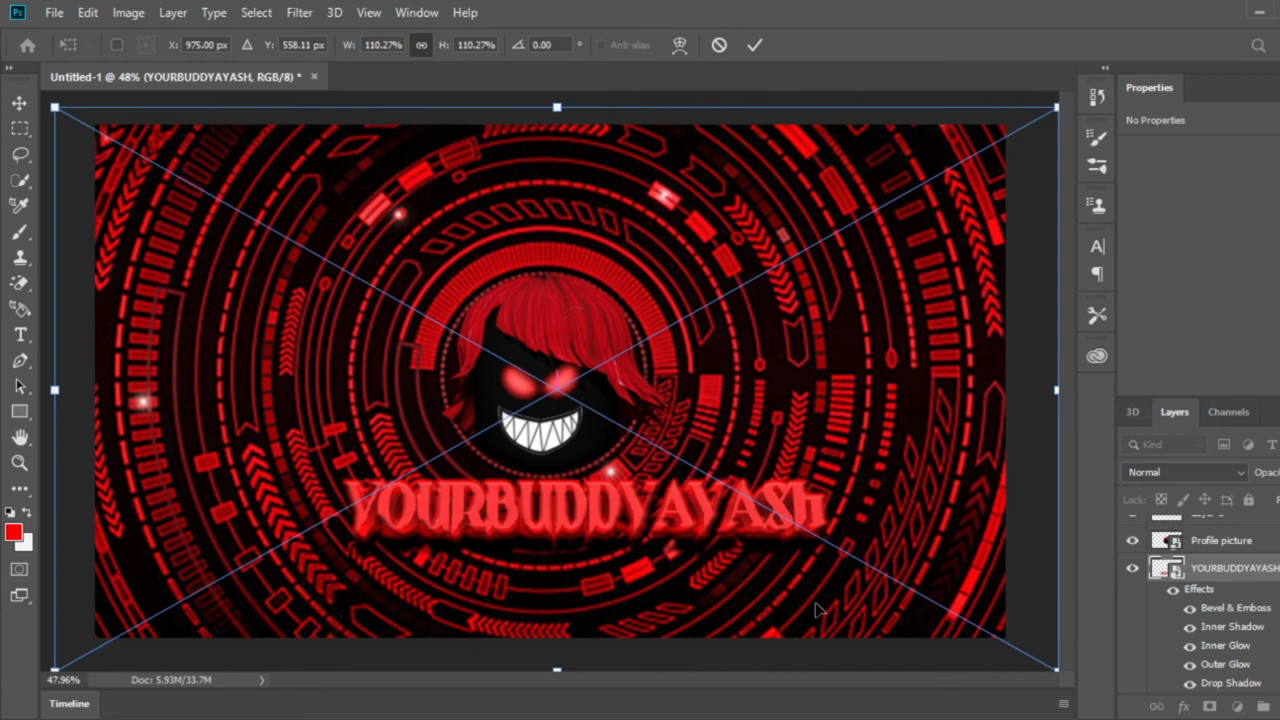 Ps File Edit Image Layer Type Select Filter 3D View Window Help
X: 975.00 px Y: 558.11 px W: 110.27% H: 110.27% 0.00 ° Anti-alias
Untitled-1 @ 48% (YOURBUDDYAYASH, RGB/8) * ×
Properties
No Properties
YOURBUDDYAYASh
3D Layers Channels
Kind
Normal Opaci
Lock:
Profile picture
YOURBUDDYAYASH
Effects
Bevel & Emboss
Inner Shadow
Inner Glow
Outer Glow
Drop Shadow
fx
47.96% Doc: 5.93M/33.7M
Timeline